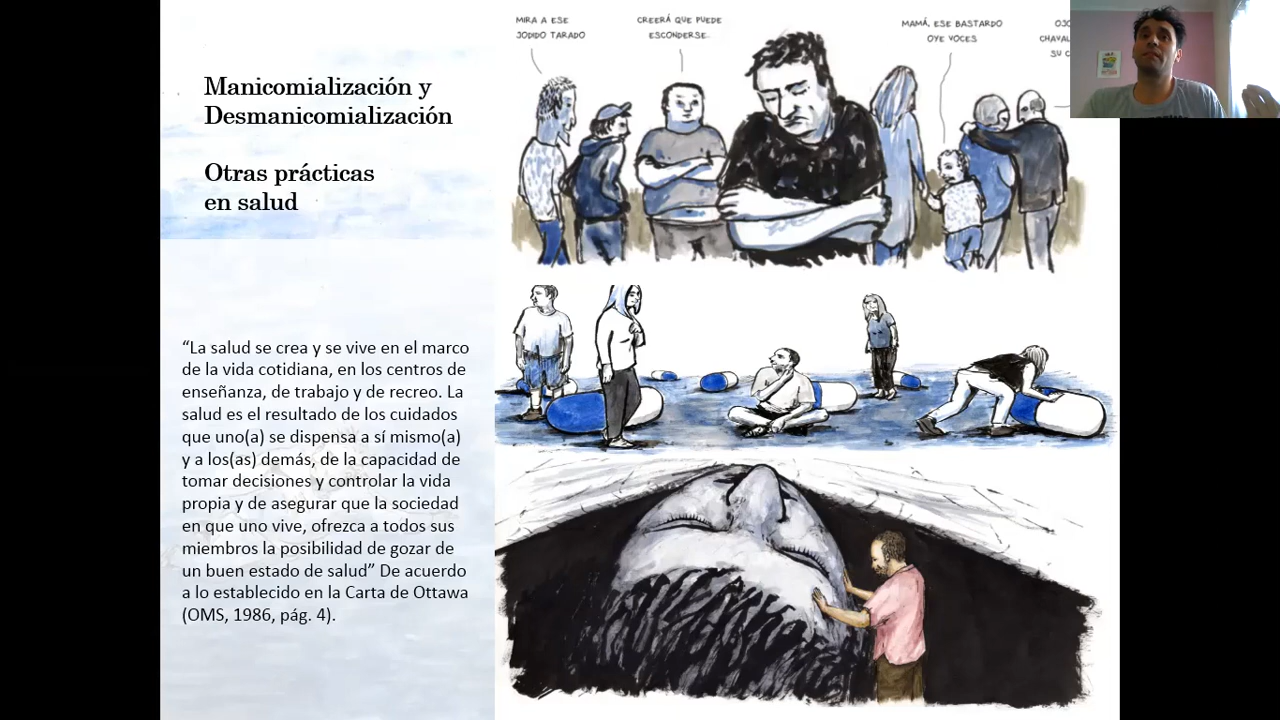 Manicomialización y
Desmanicomialización
Otras prácticas
en salud
“La salud se crea y se vive en el marco
de la vida cotidiana, en los centros de
enseñanza, de trabajo y de recreo. La
salud es el resultado de los cuidados
que uno(a) se dispensa a sí mismo(a)
y a los(as) demás, de la capacidad de
tomar decisiones y controlar la vida
propia y de asegurar que la sociedad
en que uno vive, ofrezca a todos sus
miembros la posibilidad de gozar de
un buen estado de salud” De acuerdo
a lo establecido en la Carta de Ottawa
(OMS, 1986, pág. 4).
MIRA A ESE
JODIDO TARADO
CREERÁ QUE PUEDE
ESCONDERSE.
MAMÁ, ESE BASTARDO
OYE VOCES